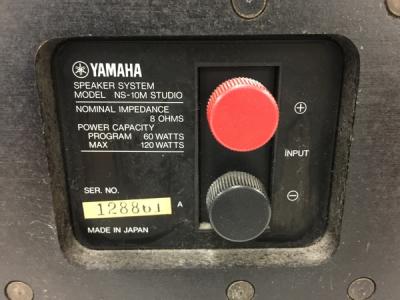 YAMAHA
SPEAKER SYSTEM
MODEL NS-10M STUDIO
NOMINAL IMPEDANCE
8 OHMS
POWER CAPACITY
PROGRAM 60 WATTS
MAX 120 WATTS
SER. NO.
128861 A
MADE IN JAPAN
+
INPUT
−